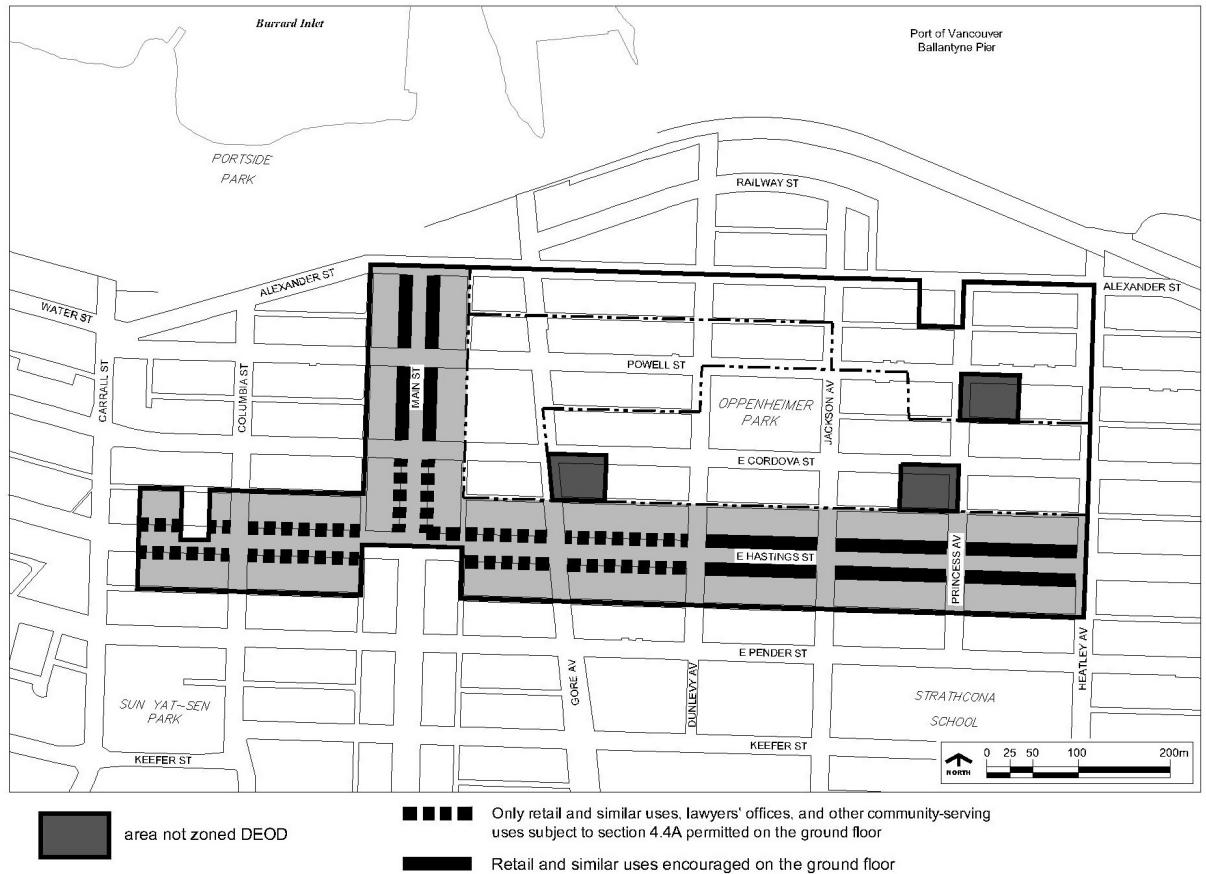 Burrard Inlet
Port of Vancouver
Ballantyne Pier
PORTSIDE
PARK
RAILWAY ST
ALEXANDER ST
ALEXANDER ST
WATER ST
CARRALL ST
COLUMBIA ST
MAIN ST
POWELL ST
OPPENHEIMER
PARK
JACKSON AV
E CORDOVA ST
E HASTINGS ST
PRINCESS AV
E PENDER ST
GORE AV
DUNLEVY AV
HEATLEY AV
SUN YAT-SEN
PARK
STRATHCONA
SCHOOL
KEEFER ST
KEEFER ST
NORTH
0 25 50 100 200m
area not zoned DEOD
Only retail and similar uses, lawyers' offices, and other community-serving
uses subject to section 4.4A permitted on the ground floor
Retail and similar uses encouraged on the ground floor